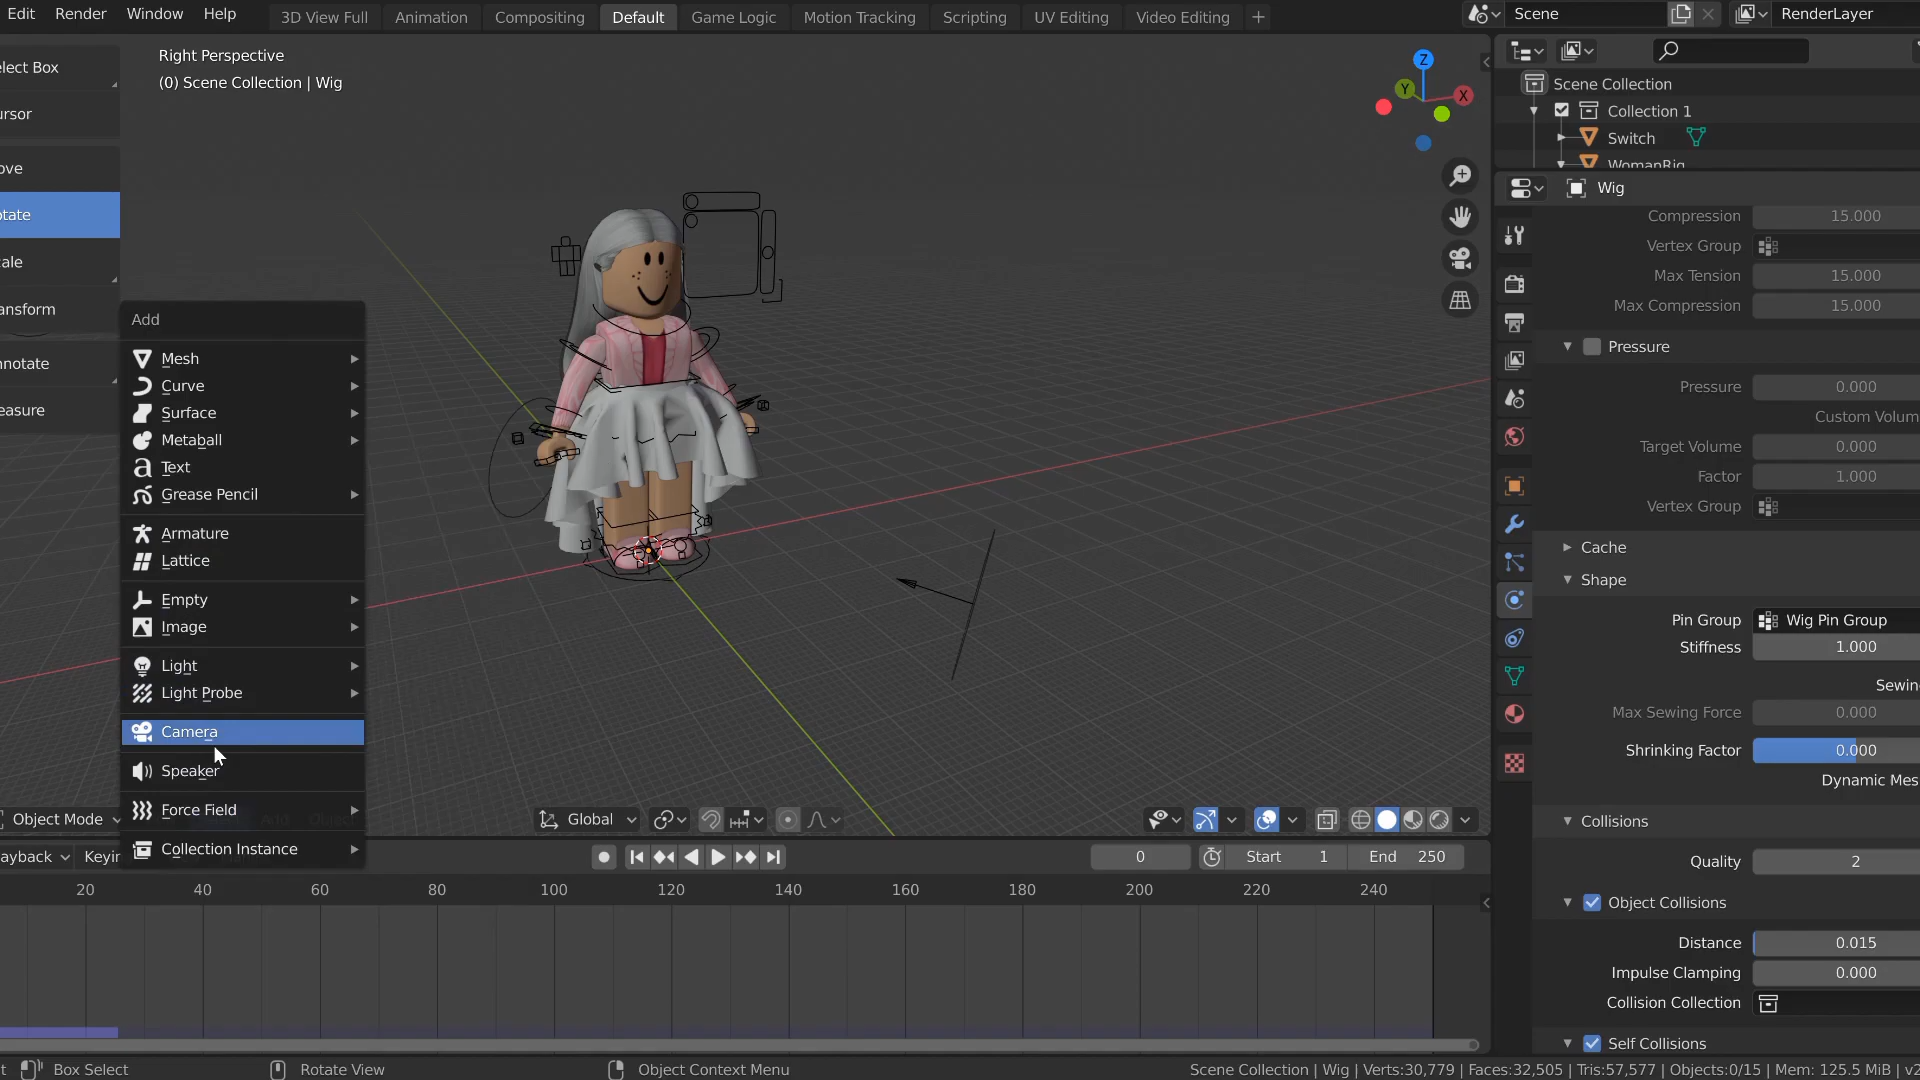 Edit Render Window Help 3D View Full Animation Compositing Default Game Logic Motion Tracking Scripting UV Editing Video Editing + Scene RenderLayer
Right Perspective
(0) Scene Collection | Wig
elect Box
ursor
ove
otate
cale
ansform
nnotate
easure
Z
Y
X
Add
Mesh
Curve
Surface
Metaball
Text
Grease Pencil
Armature
Lattice
Empty
Image
Light
Light Probe
Camera
Speaker
Force Field
Collection Instance
Object Mode
Global
Scene Collection
Collection 1
Switch
WomanRig
Wig
Compression 15.000
Vertex Group
Max Tension 15.000
Max Compression 15.000
Pressure
Pressure 0.000
Custom Volum
Target Volume 0.000
Factor 1.000
Vertex Group
Cache
Shape
Pin Group Wig Pin Group
Stiffness 1.000
Sewin
Max Sewing Force 0.000
Shrinking Factor 0.000
Dynamic Mes
Collisions
Quality 2
Object Collisions
Distance 0.015
Impulse Clamping 0.000
Collision Collection
Self Collisions
ayback Keyin 0 Start 1 End 250
20 40 60 80 100 120 140 160 180 200 220 240
t Box Select Rotate View Object Context Menu Scene Collection | Wig | Verts:30,779 | Faces:32,505 | Tris:57,577 | Objects:0/15 | Mem: 125.5 MiB | v2